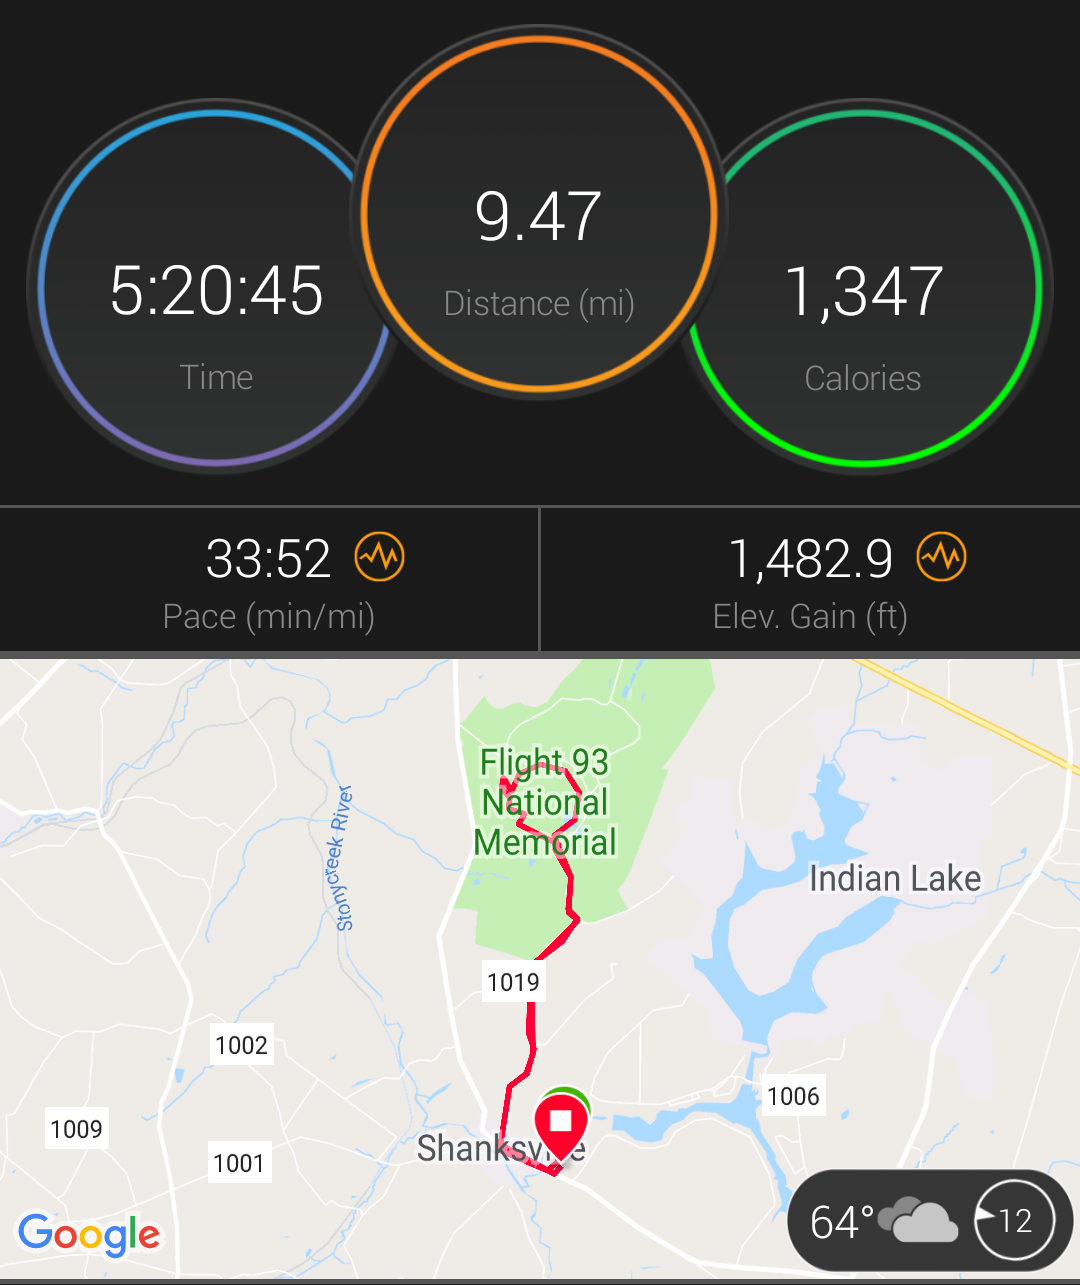 9.47
Distance (mi)
5:20:45
Time
1,347
Calories
33:52
Pace (min/mi)
1,482.9
Elev. Gain (ft)
Flight 93
National
Memorial
Stonycreek River
Indian Lake
1019
1002
1006
1009
Shanksville
1001
Google
64°
12